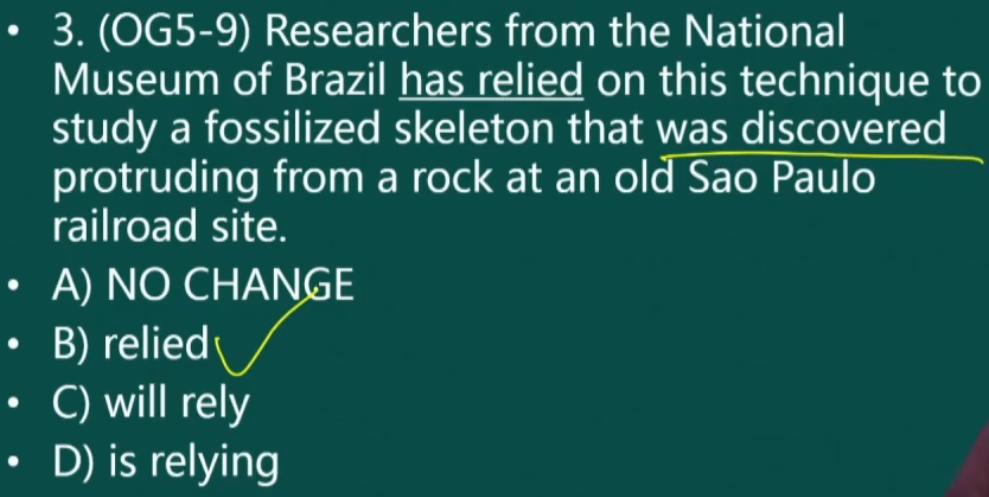 • 3. (OG5-9) Researchers from the National
Museum of Brazil has relied on this technique to
study a fossilized skeleton that was discovered
protruding from a rock at an old Sao Paulo
railroad site.
• A) NO CHANGE
• B) relied
• C) will rely
• D) is relying